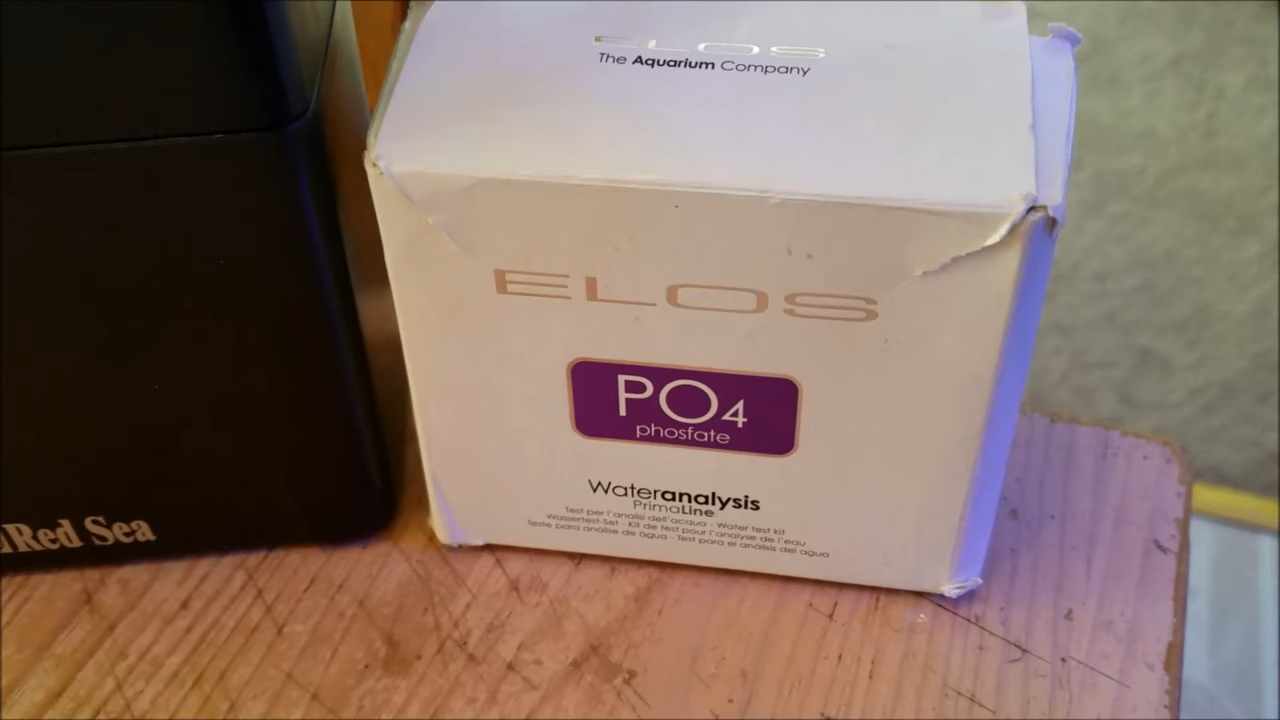 ELOS
The Aquarium Company
ELOS
PO4
phosfate
Wateranalysis
PrimaLine
Test per l'analisi dell'acqua - Water test kit
Wassertest-Set - Kit de test pour l'analyse de l'eau
Teste para análise de àgua - Test para el análisis del agua
Red Sea